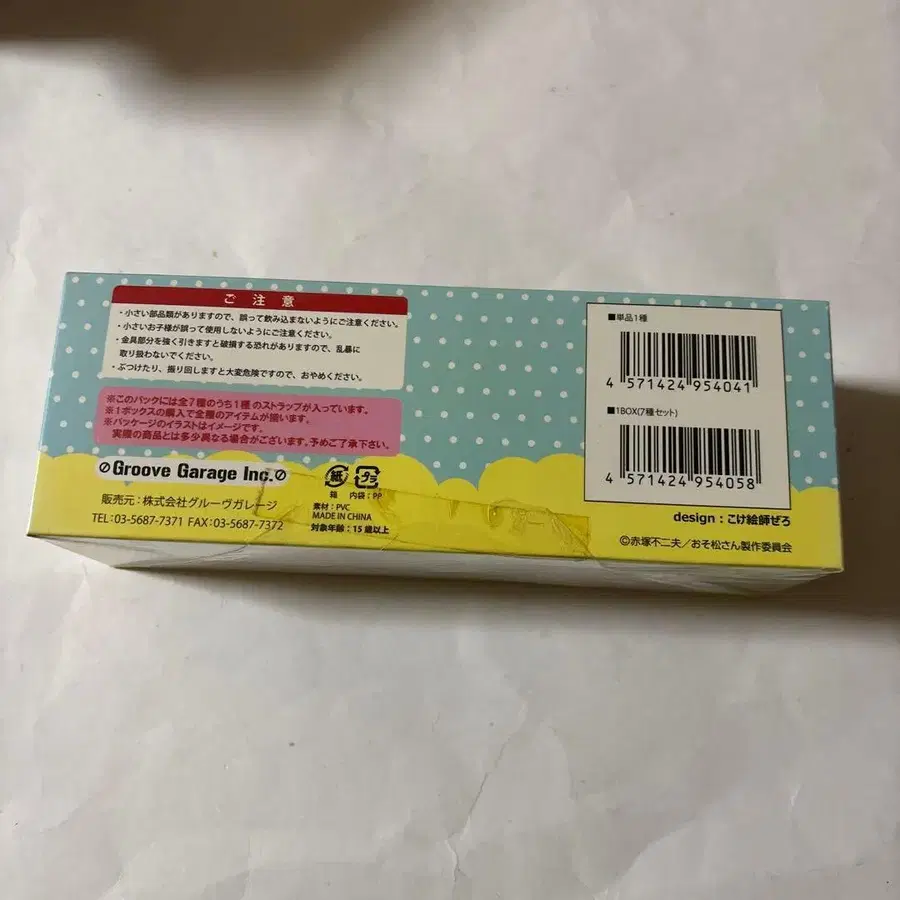 ご注意
・小さい部品類がありますので、誤って飲み込まないようにご注意ください。
・小さいお子様が誤って使用しないようにご注意ください。
・金具部分を強く引きますと破損する恐れがありますので、乱暴に
取り扱わないでください。
・ぶつけたり、振り回しますと大変危険ですので、おやめください。
※このパックには全7種のうち1種のストラップが入っています。
※1ボックスの購入で全種のアイテムが揃います。
※パッケージのイラストはイメージです。
実際の商品とは多少異なる場合がございます。予めご了承下さい。
Groove Garage Inc.
販売元：株式会社グルーヴガレージ
TEL:03-5687-7371 FAX:03-5687-7372
紙
箱
プラ
内袋：PP
素材：PVC
MADE IN CHINA
対象年齢：15歳以上
■単品1種
4 571424 954041
■1BOX(7種セット)
4 571424 954058
design：こけ絵師ぜろ
©赤塚不二夫／おそ松さん製作委員会